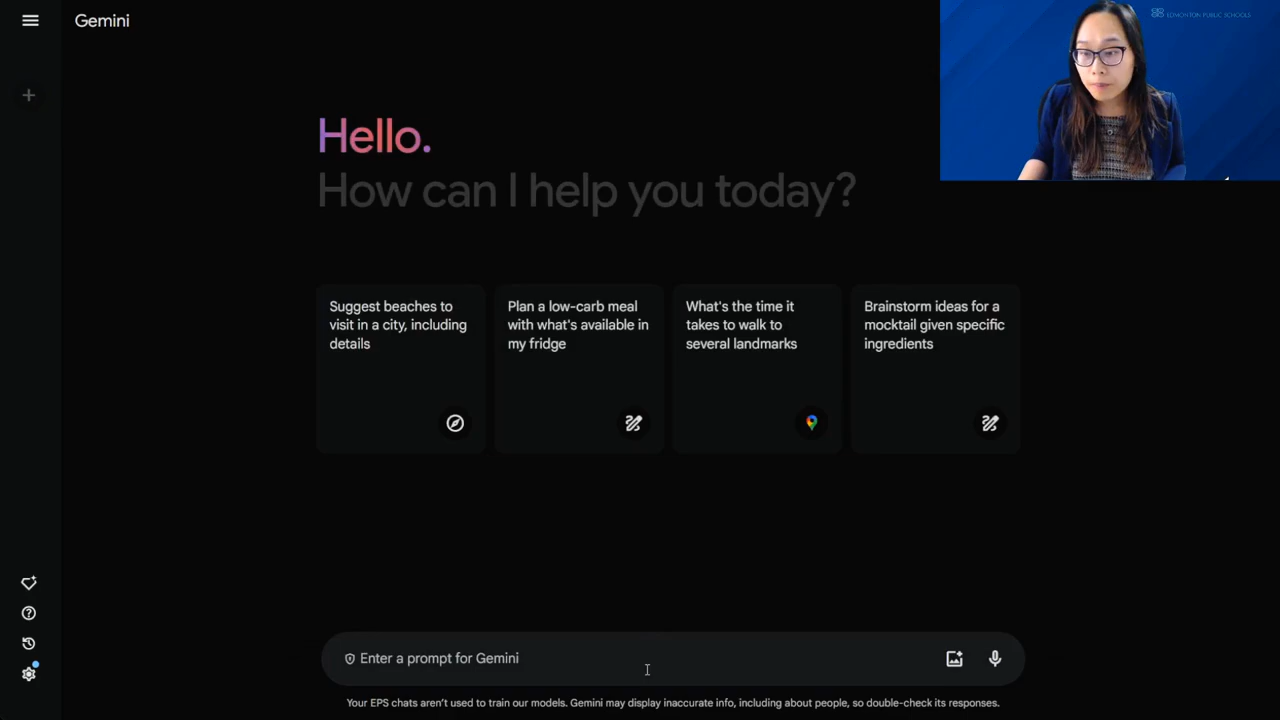 Gemini
EDMONTON PUBLIC SCHOOLS
Hello.
How can I help you today?
Suggest beaches to
visit in a city, including
details
Plan a low-carb meal
with what's available in
my fridge
What's the time it
takes to walk to
several landmarks
Brainstorm ideas for a
mocktail given specific
ingredients
Enter a prompt for Gemini
Your EPS chats aren't used to train our models. Gemini may display inaccurate info, including about people, so double-check its responses.